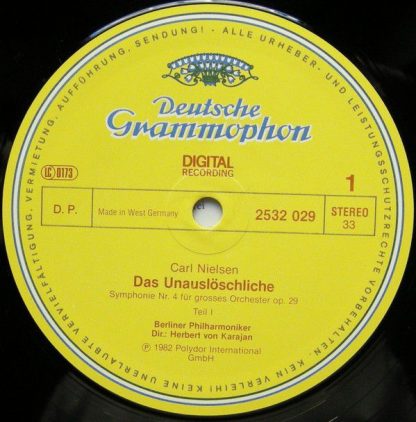 VERVIELFÄLTIGUNG, VERMIETUNG, AUFFÜHRUNG, SENDUNG! - ALLE URHEBER- UND LEISTUNGSSCHUTZRECHTE VORBEHALTEN - KEIN VERLEIH! KEINE UNERLAUBTE
Deutsche
Grammophon
DIGITAL
RECORDING
LC 0173
1
D. P.
Made in West Germany
2532 029
STEREO
33
Carl Nielsen
Das Unauslöschliche
Symphonie Nr. 4 für grosses Orchester op. 29
Teil I
Berliner Philharmoniker
Dir.: Herbert von Karajan
Ⓟ 1982 Polydor International
GmbH